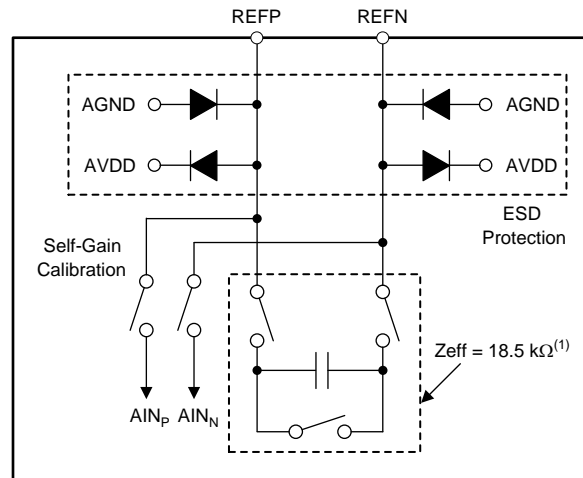 REFP REFN
AGND AGND
AVDD AVDD
ESD
Protection
Self-Gain
Calibration
Zeff = 18.5 kΩ(1)
AINP AINN